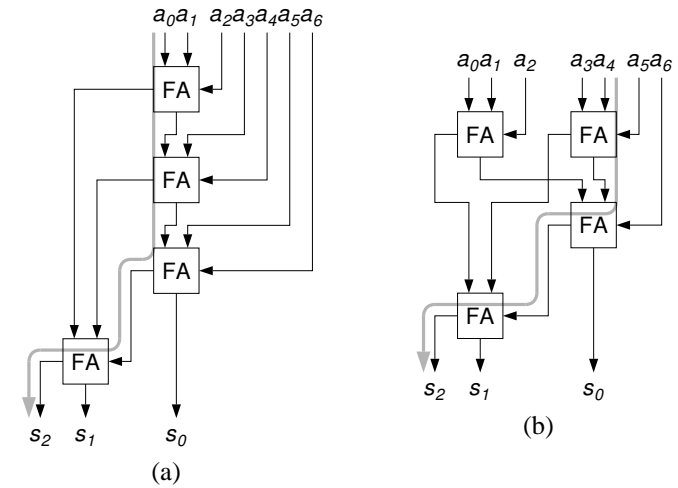 a0a1 a2a3a4a5a6
FA
FA
FA
FA
s2 s1 s0
(a)
a0a1 a2 a3a4 a5a6
FA FA
FA
FA
s2 s1 s0
(b)